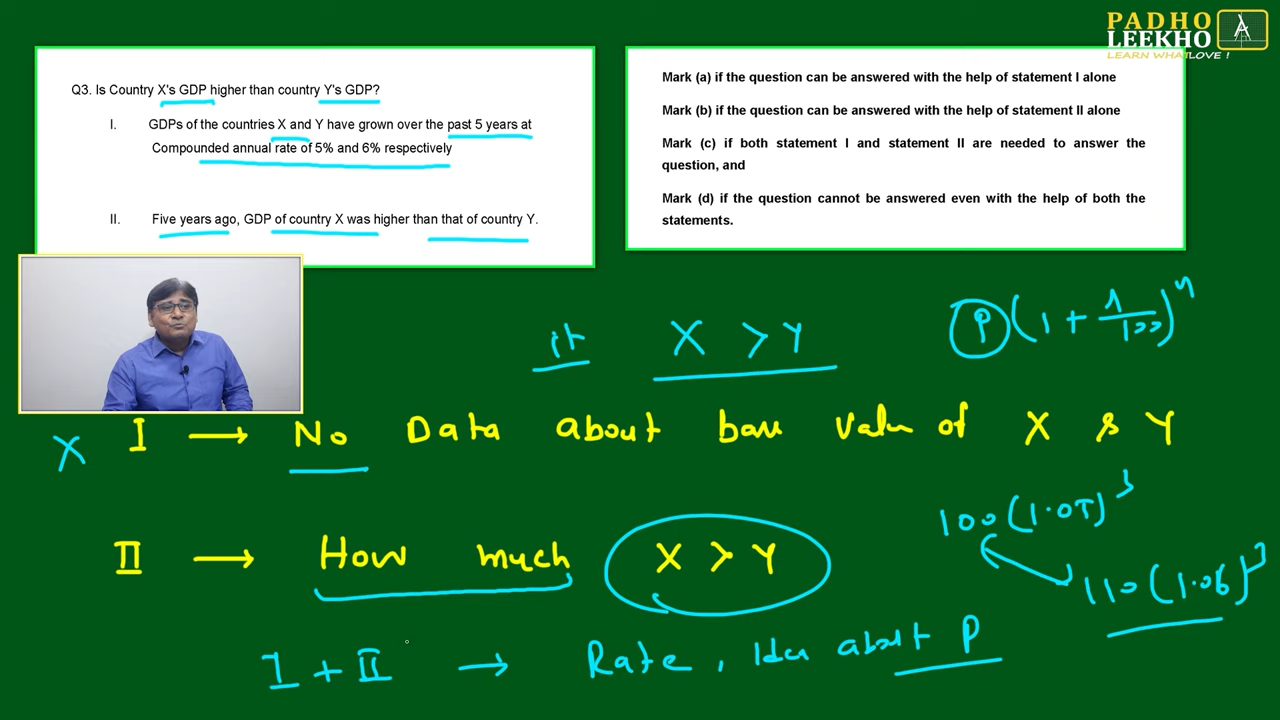 PADHO
LEEKHO
LEARN WHAT I LOVE !
Q3. Is Country X's GDP higher than country Y's GDP?
I. GDPs of the countries X and Y have grown over the past 5 years at
Compounded annual rate of 5% and 6% respectively
II. Five years ago, GDP of country X was higher than that of country Y.
Mark (a) if the question can be answered with the help of statement I alone
Mark (b) if the question can be answered with the help of statement II alone
Mark (c) if both statement I and statement II are needed to answer the
question, and
Mark (d) if the question cannot be answered even with the help of both the
statements.
X > Y
P(1 + r/100)^n
X I → No Data about base value of X & Y
100(1.05)^3
II → How much X > Y
110(1.06)^3
I + II → Rate, Idea about P